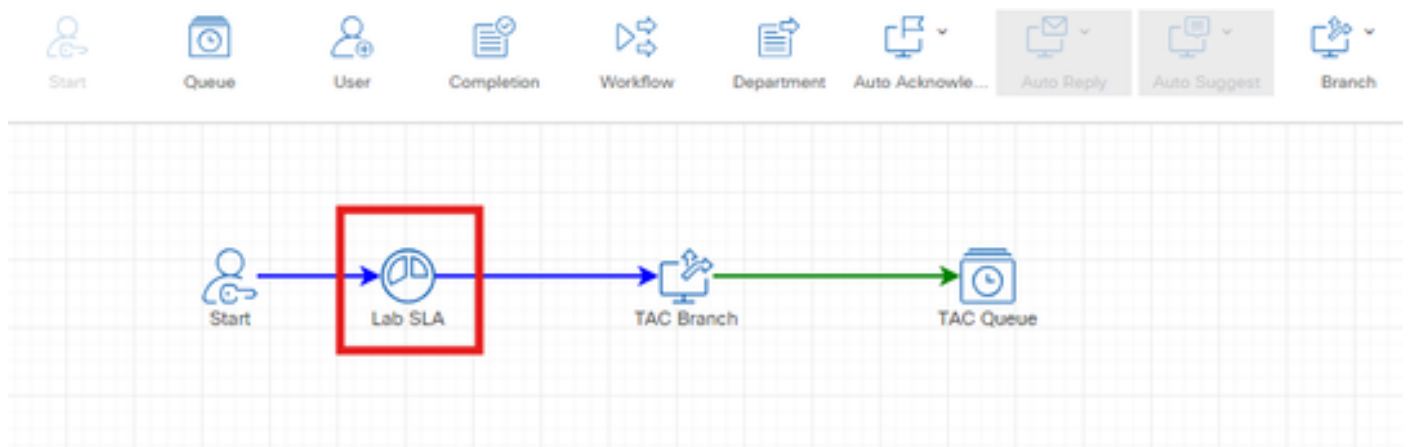 Start
Queue
User
Completion
Workflow
Department
Auto Acknowle...
Auto Reply
Auto Suggest
Branch
Start
Lab SLA
TAC Branch
TAC Queue